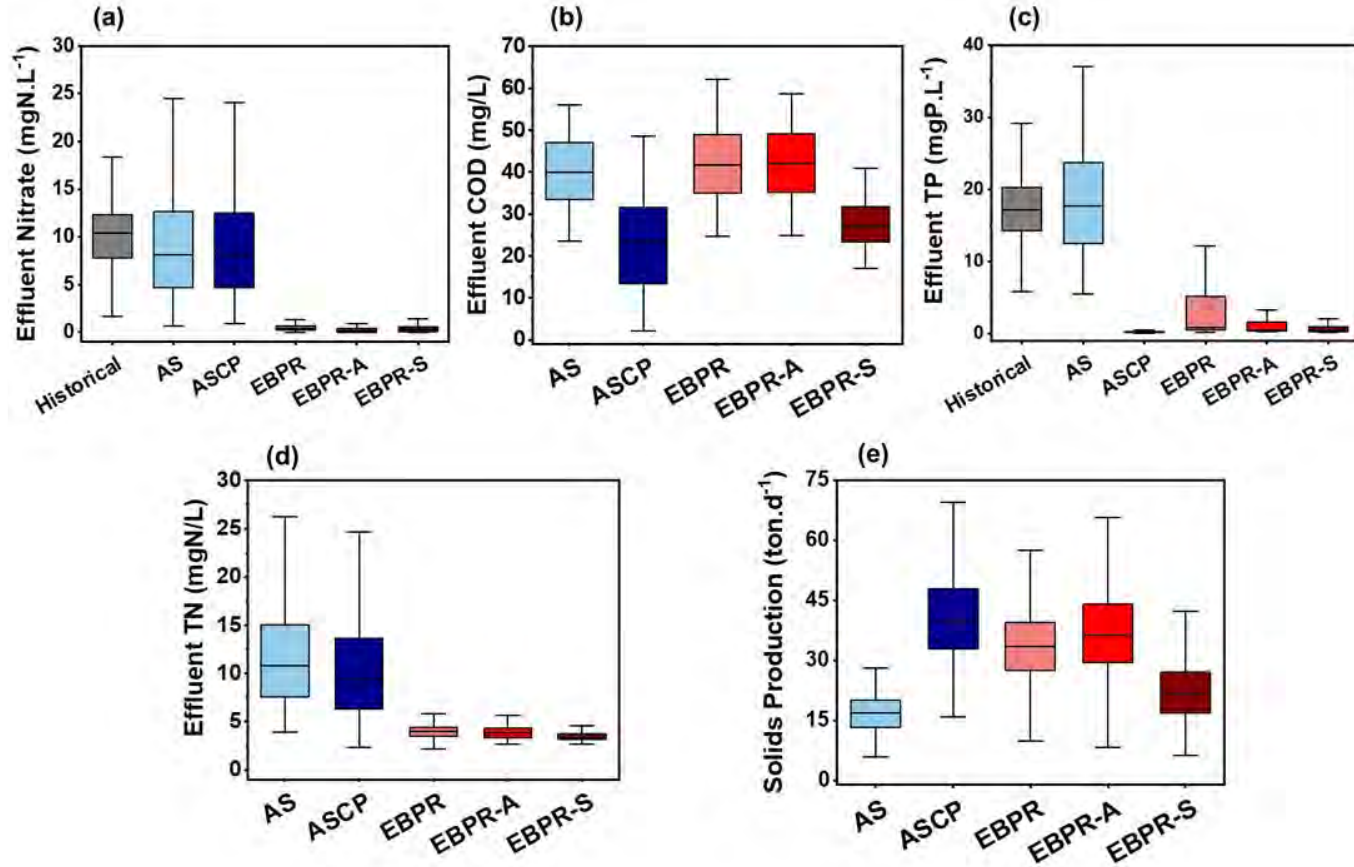 (a)
Effluent Nitrate (mgN.L⁻¹)
30
25
20
15
10
5
0
Historical
AS
ASCP
EBPR
EBPR-A
EBPR-S
(b)
Effluent COD (mg/L)
70
60
50
40
30
20
10
0
AS
ASCP
EBPR
EBPR-A
EBPR-S
(c)
Effluent TP (mgP.L⁻¹)
40
30
20
10
0
Historical
AS
ASCP
EBPR
EBPR-A
EBPR-S
(d)
Effluent TN (mgN/L)
30
25
20
15
10
5
0
AS
ASCP
EBPR
EBPR-A
EBPR-S
(e)
Solids Production (ton.d⁻¹)
75
60
45
30
15
0
AS
ASCP
EBPR
EBPR-A
EBPR-S